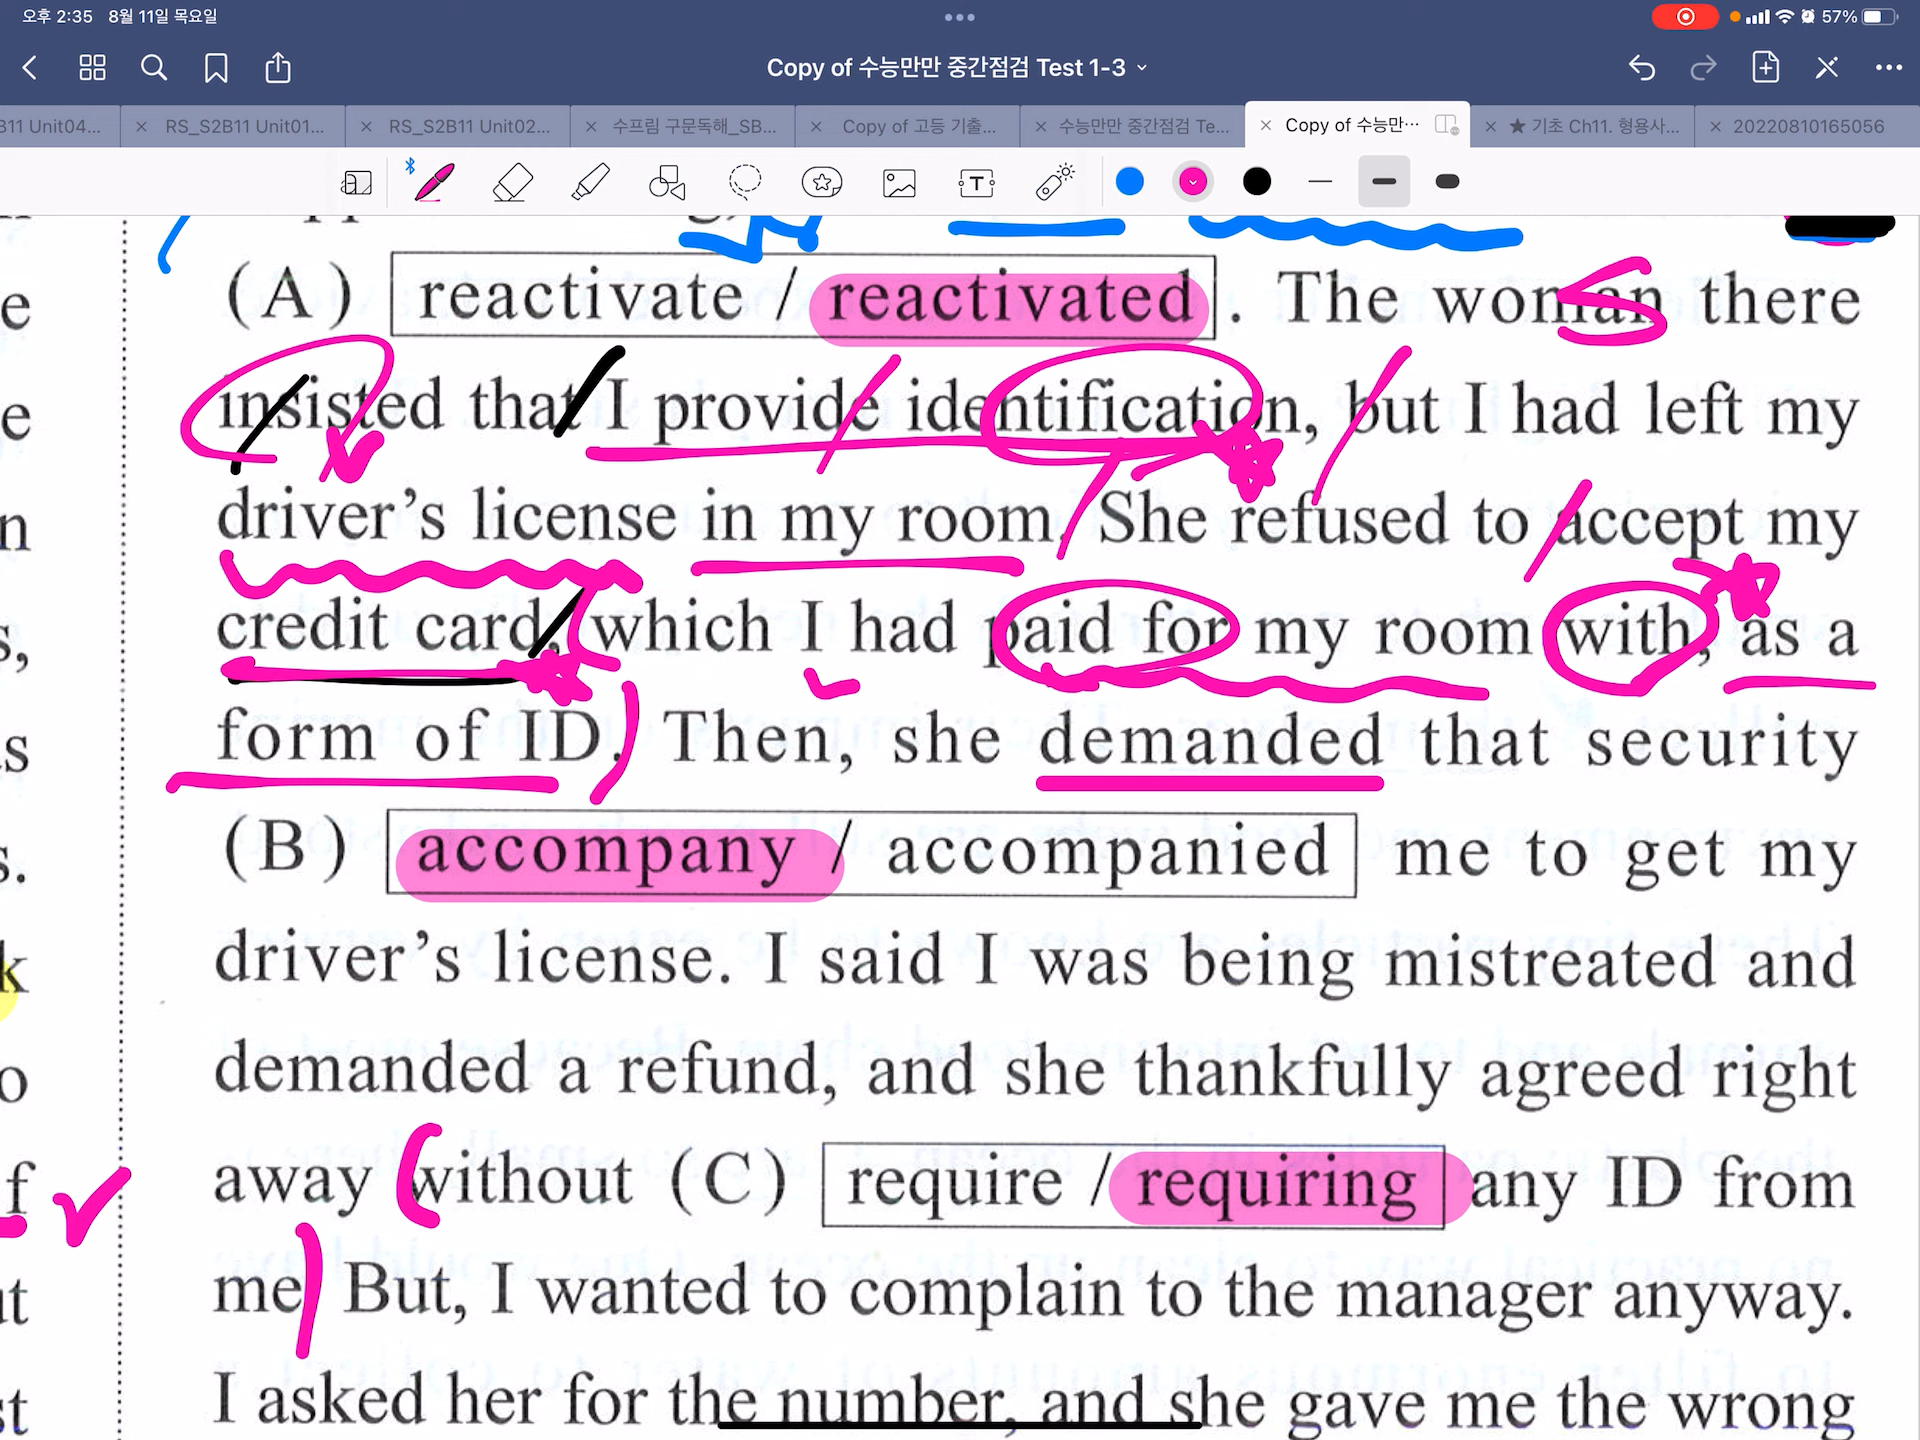 오후 2:35 8월 11일 목요일
57%
Copy of 수능만만 중간점검 Test 1-3
B11 Unit04... × RS_S2B11 Unit01... × RS_S2B11 Unit02... × 수프림 구문독해_SB... × Copy of 고등 기출... × 수능만만 중간점검 Te... × Copy of 수능만... × ★ 기초 Ch11. 형용사... × 20220810165056
(A) reactivate / reactivated . The woman there
S
insisted that I provide identification, but I had left my
driver's license in my room. She refused to accept my
credit card, which I had paid for my room with, as a
form of ID. Then, she demanded that security
(B) accompany / accompanied me to get my
driver's license. I said I was being mistreated and
demanded a refund, and she thankfully agreed right
away without (C) require / requiring any ID from
me. But, I wanted to complain to the manager anyway.
I asked her for the number, and she gave me the wrong